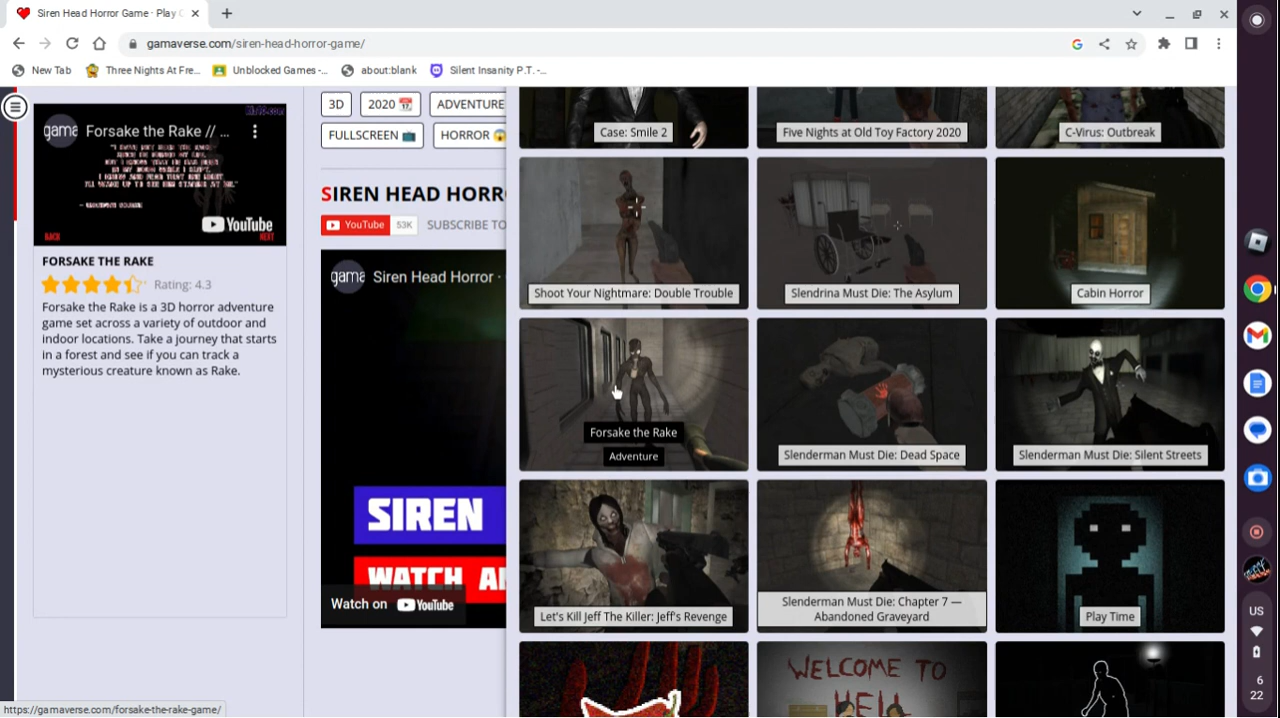 Siren Head Horror Game · Play C
gamaverse.com/siren-head-horror-game/
New Tab
Three Nights At Fre...
Unblocked Games -...
about:blank
Silent Insanity P.T. -...
gama
Forsake the Rake // ...
YouTube
BACK
NEXT
FORSAKE THE RAKE
Rating: 4.3
Forsake the Rake is a 3D horror adventure
game set across a variety of outdoor and
indoor locations. Take a journey that starts
in a forest and see if you can track a
mysterious creature known as Rake.
3D
2020
ADVENTURE
FULLSCREEN
HORROR
SIREN HEAD HORR
YouTube
53K
SUBSCRIBE TO
gama
Siren Head Horror ·
SIREN
WATCH A
Watch on
YouTube
Case: Smile 2
Five Nights at Old Toy Factory 2020
C-Virus: Outbreak
Shoot Your Nightmare: Double Trouble
Slendrina Must Die: The Asylum
Cabin Horror
Forsake the Rake
Adventure
Slenderman Must Die: Dead Space
Slenderman Must Die: Silent Streets
Let's Kill Jeff The Killer: Jeff's Revenge
Slenderman Must Die: Chapter 7 —
Abandoned Graveyard
Play Time
WELCOME TO
HELL
https://gamaverse.com/forsake-the-rake-game/
US
6
22